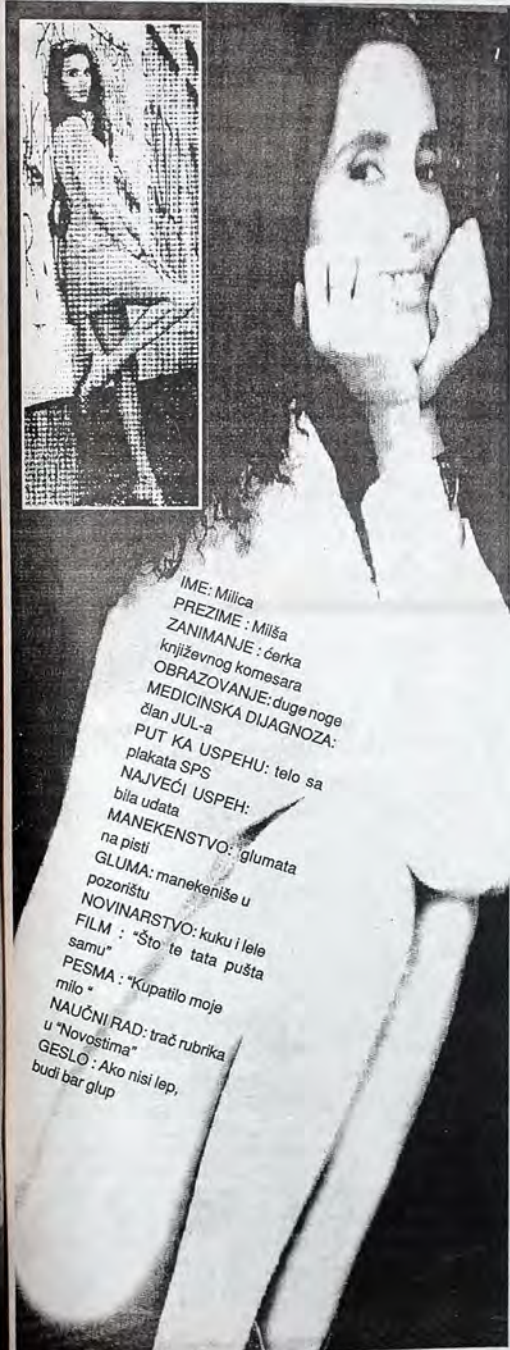 IME: Milica
PREZIME : Milša
ZANIMANJE : ćerka
književnog komesara
OBRAZOVANJE: duge noge
MEDICINSKA DIJAGNOZA:
član JUL-a
PUT KA USPEHU: telo sa
plakata SPS
NAJVEĆI USPEH:
bila udata
MANEKENSTVO: glumata
na pisti
GLUMA: manekeniše u
pozorištu
NOVINARSTVO: kuku i lele
FILM : "Što te tata pušta
samu"
PESMA : "Kupatilo moje
milo "
NAUČNI RAD: trač rubrika
u "Novostima"
GESLO : Ako nisi lep,
budi bar glup